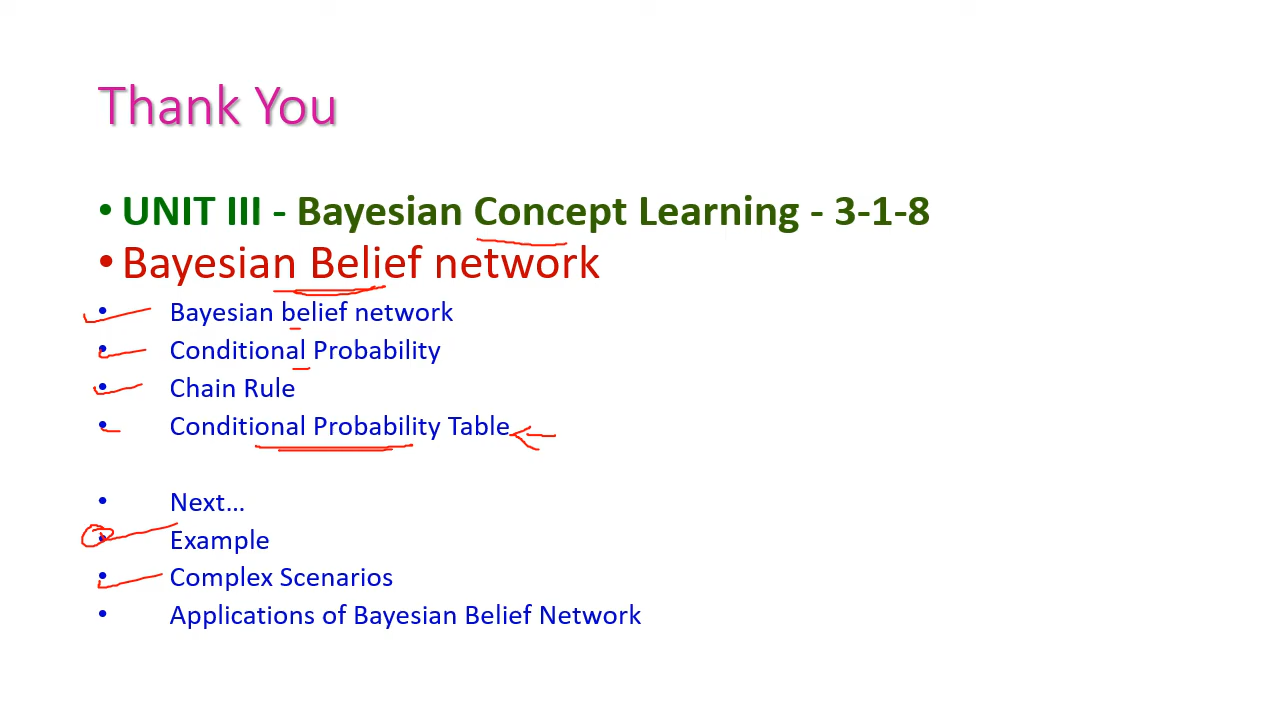 Thank You
• UNIT III - Bayesian Concept Learning - 3-1-8
• Bayesian Belief network
• Bayesian belief network
• Conditional Probability
• Chain Rule
• Conditional Probability Table
• Next...
• Example
• Complex Scenarios
• Applications of Bayesian Belief Network